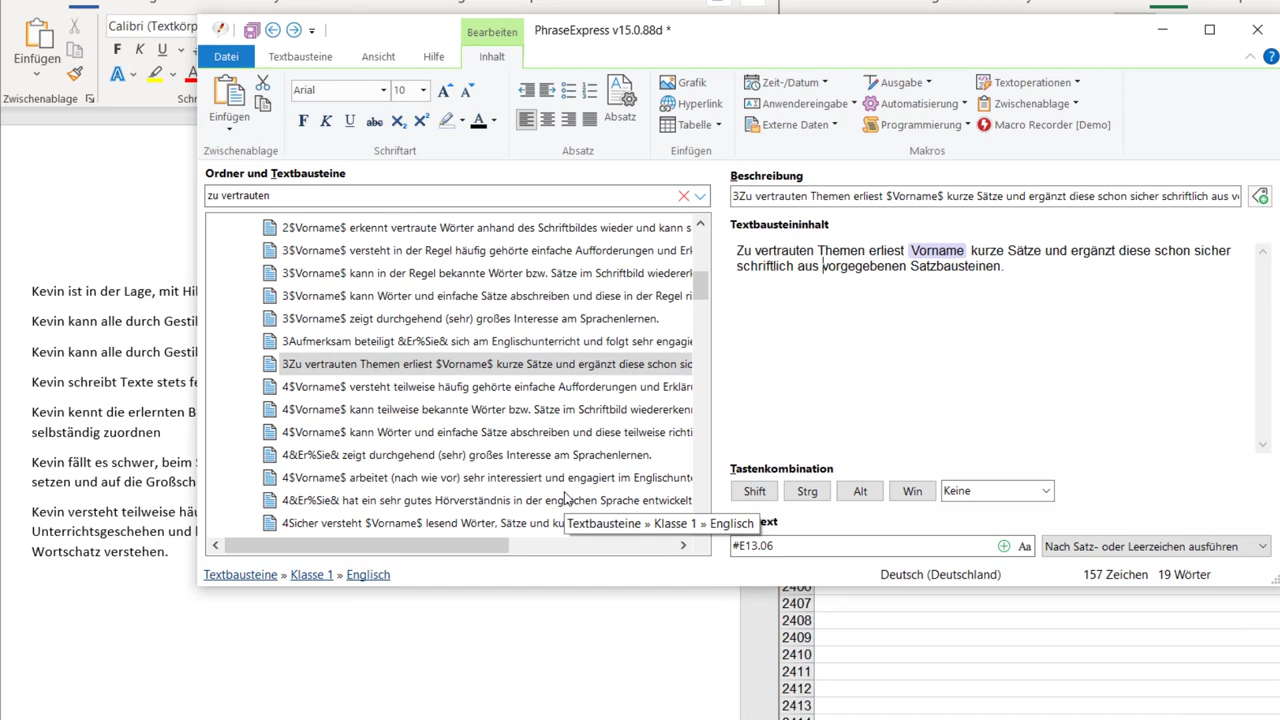 Calibri (Textkörp
Einfügen
F K U
Zwischenablage
Schr
Bearbeiten
PhraseExpress v15.0.88d *
Datei Textbausteine Ansicht Hilfe Inhalt
Einfügen
Zwischenablage
Arial 10
F K U abc X₂ X² A
Schriftart
Absatz
Absatz
Grafik
Hyperlink
Tabelle
Einfügen
Zeit-/Datum Ausgabe Textoperationen
Anwendereingabe Automatisierung Zwischenablage
Externe Daten Programmierung Macro Recorder [Demo]
Makros
Ordner und Textbausteine
zu vertrauten
2$Vorname$ erkennt vertraute Wörter anhand des Schriftbildes wieder und kann s
3$Vorname$ versteht in der Regel häufig gehörte einfache Aufforderungen und Erk
3$Vorname$ kann in der Regel bekannte Wörter bzw. Sätze im Schriftbild wiedererk
3$Vorname$ kann Wörter und einfache Sätze abschreiben und diese in der Regel ri
3$Vorname$ zeigt durchgehend (sehr) großes Interesse am Sprachenlernen.
3Aufmerksam beteiligt &Er%Sie& sich am Englischunterricht und folgt sehr engagie
3Zu vertrauten Themen erliest $Vorname$ kurze Sätze und ergänzt diese schon sic
4$Vorname$ versteht teilweise häufig gehörte einfache Aufforderungen und Erklär
4$Vorname$ kann teilweise bekannte Wörter bzw. Sätze im Schriftbild wiedererken
4$Vorname$ kann Wörter und einfache Sätze abschreiben und diese teilweise richti
4&Er%Sie& zeigt durchgehend (sehr) großes Interesse am Sprachenlernen.
4$Vorname$ arbeitet (nach wie vor) sehr interessiert und engagiert im Englischunte
4&Er%Sie& hat ein sehr gutes Hörverständnis in der englischen Sprache entwickelt
4Sicher versteht $Vorname$ lesend Wörter, Sätze und ku
Textbausteine » Klasse 1 » Englisch
Textbausteine » Klasse 1 » Englisch
Beschreibung
3Zu vertrauten Themen erliest $Vorname$ kurze Sätze und ergänzt diese schon sicher schriftlich aus v
Textbausteininhalt
Zu vertrauten Themen erliest Vorname kurze Sätze und ergänzt diese schon sicher
schriftlich aus vorgegebenen Satzbausteinen.
Tastenkombination
Shift Strg Alt Win Keine
text
#E13.06 Aa Nach Satz- oder Leerzeichen ausführen
Deutsch (Deutschland) 157 Zeichen 19 Wörter
Kevin ist in der Lage, mit Hil
Kevin kann alle durch Gestil
Kevin kann alle durch Gestil
Kevin schreibt Texte stets fe
Kevin kennt die erlernten B
selbständig zuordnen
Kevin fällt es schwer, beim S
setzen und auf die Großsch
Kevin versteht teilweise häu
Unterrichtsgeschehen und k
Wortschatz verstehen.
2406
2407
2408
2409
2410
2411
2412
2413